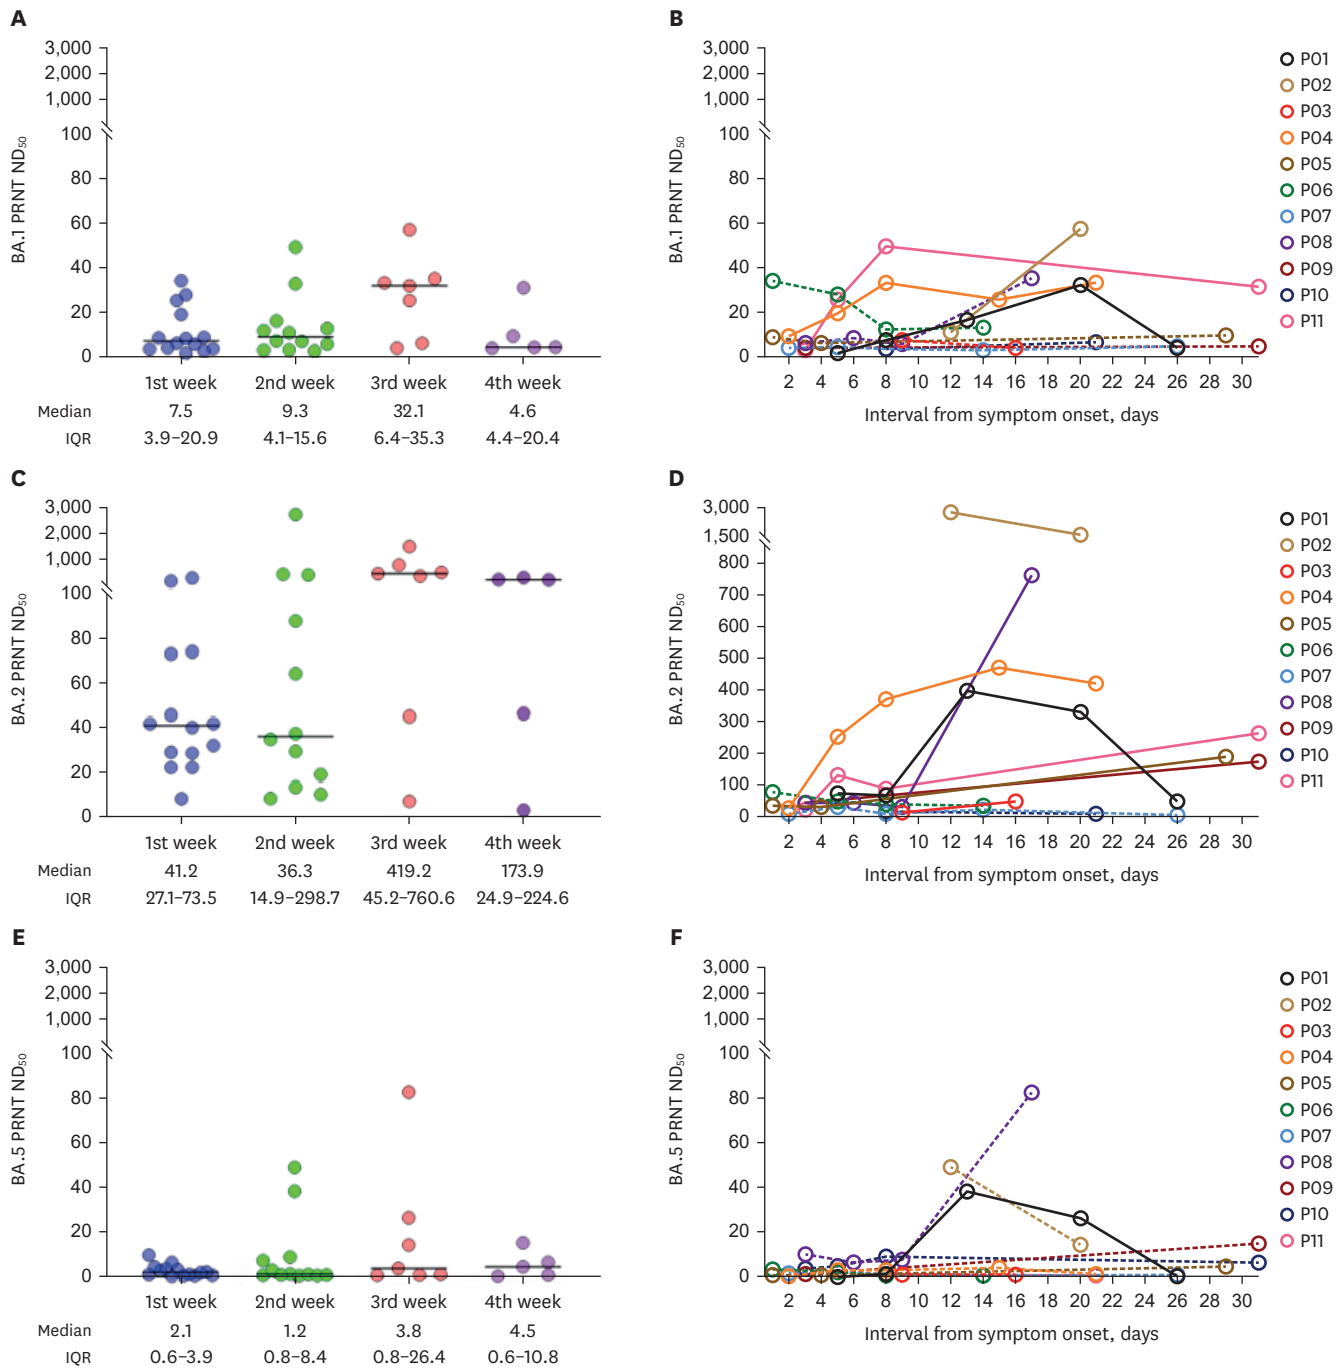 A
BA.1 PRNT ND50
3,000
2,000
1,000
100
80
60
40
20
0
1st week 2nd week 3rd week 4th week
Median 7.5 9.3 32.1 4.6
IQR 3.9–20.9 4.1–15.6 6.4–35.3 4.4–20.4
B
BA.1 PRNT ND50
3,000
2,000
1,000
100
80
60
40
20
0
2 4 6 8 10 12 14 16 18 20 22 24 26 28 30
Interval from symptom onset, days
P01
P02
P03
P04
P05
P06
P07
P08
P09
P10
P11
C
BA.2 PRNT ND50
3,000
2,000
1,000
100
80
60
40
20
0
1st week 2nd week 3rd week 4th week
Median 41.2 36.3 419.2 173.9
IQR 27.1–73.5 14.9–298.7 45.2–760.6 24.9–224.6
D
BA.2 PRNT ND50
3,000
1,500
800
700
600
500
400
300
200
100
0
2 4 6 8 10 12 14 16 18 20 22 24 26 28 30
Interval from symptom onset, days
P01
P02
P03
P04
P05
P06
P07
P08
P09
P10
P11
E
BA.5 PRNT ND50
3,000
2,000
1,000
100
80
60
40
20
0
1st week 2nd week 3rd week 4th week
Median 2.1 1.2 3.8 4.5
IQR 0.6–3.9 0.8–8.4 0.8–26.4 0.6–10.8
F
BA.5 PRNT ND50
3,000
2,000
1,000
100
80
60
40
20
0
2 4 6 8 10 12 14 16 18 20 22 24 26 28 30
Interval from symptom onset, days
P01
P02
P03
P04
P05
P06
P07
P08
P09
P10
P11